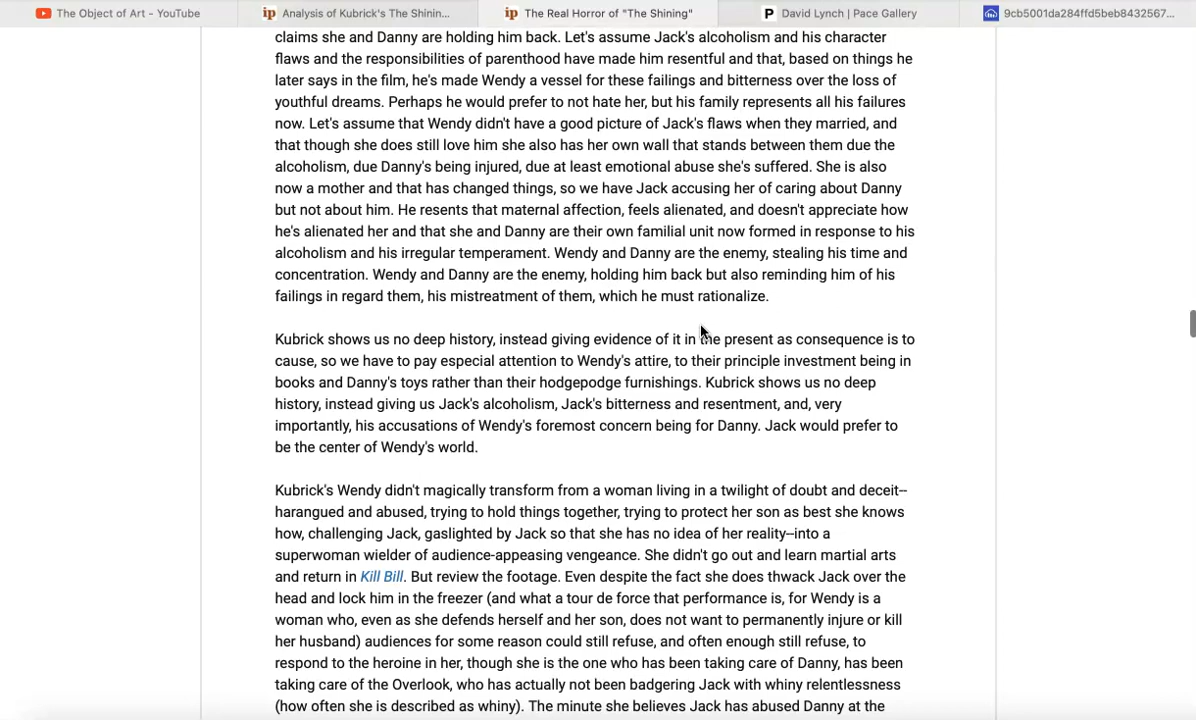 The Object of Art - YouTube
ip Analysis of Kubrick's The Shinin...
ip The Real Horror of "The Shining"
P David Lynch | Pace Gallery
9cb5001da284ffd5beb8432567...
claims she and Danny are holding him back. Let's assume Jack's alcoholism and his character
flaws and the responsibilities of parenthood have made him resentful and that, based on things he
later says in the film, he's made Wendy a vessel for these failings and bitterness over the loss of
youthful dreams. Perhaps he would prefer to not hate her, but his family represents all his failures
now. Let's assume that Wendy didn't have a good picture of Jack's flaws when they married, and
that though she does still love him she also has her own wall that stands between them due the
alcoholism, due Danny's being injured, due at least emotional abuse she's suffered. She is also
now a mother and that has changed things, so we have Jack accusing her of caring about Danny
but not about him. He resents that maternal affection, feels alienated, and doesn't appreciate how
he's alienated her and that she and Danny are their own familial unit now formed in response to his
alcoholism and his irregular temperament. Wendy and Danny are the enemy, stealing his time and
concentration. Wendy and Danny are the enemy, holding him back but also reminding him of his
failings in regard them, his mistreatment of them, which he must rationalize.
Kubrick shows us no deep history, instead giving evidence of it in the present as consequence is to
cause, so we have to pay especial attention to Wendy's attire, to their principle investment being in
books and Danny's toys rather than their hodgepodge furnishings. Kubrick shows us no deep
history, instead giving us Jack's alcoholism, Jack's bitterness and resentment, and, very
importantly, his accusations of Wendy's foremost concern being for Danny. Jack would prefer to
be the center of Wendy's world.
Kubrick's Wendy didn't magically transform from a woman living in a twilight of doubt and deceit--
harangued and abused, trying to hold things together, trying to protect her son as best she knows
how, challenging Jack, gaslighted by Jack so that she has no idea of her reality--into a
superwoman wielder of audience-appeasing vengeance. She didn't go out and learn martial arts
and return in Kill Bill. But review the footage. Even despite the fact she does thwack Jack over the
head and lock him in the freezer (and what a tour de force that performance is, for Wendy is a
woman who, even as she defends herself and her son, does not want to permanently injure or kill
her husband) audiences for some reason could still refuse, and often enough still refuse, to
respond to the heroine in her, though she is the one who has been taking care of Danny, has been
taking care of the Overlook, who has actually not been badgering Jack with whiny relentlessness
(how often she is described as whiny). The minute she believes Jack has abused Danny at the